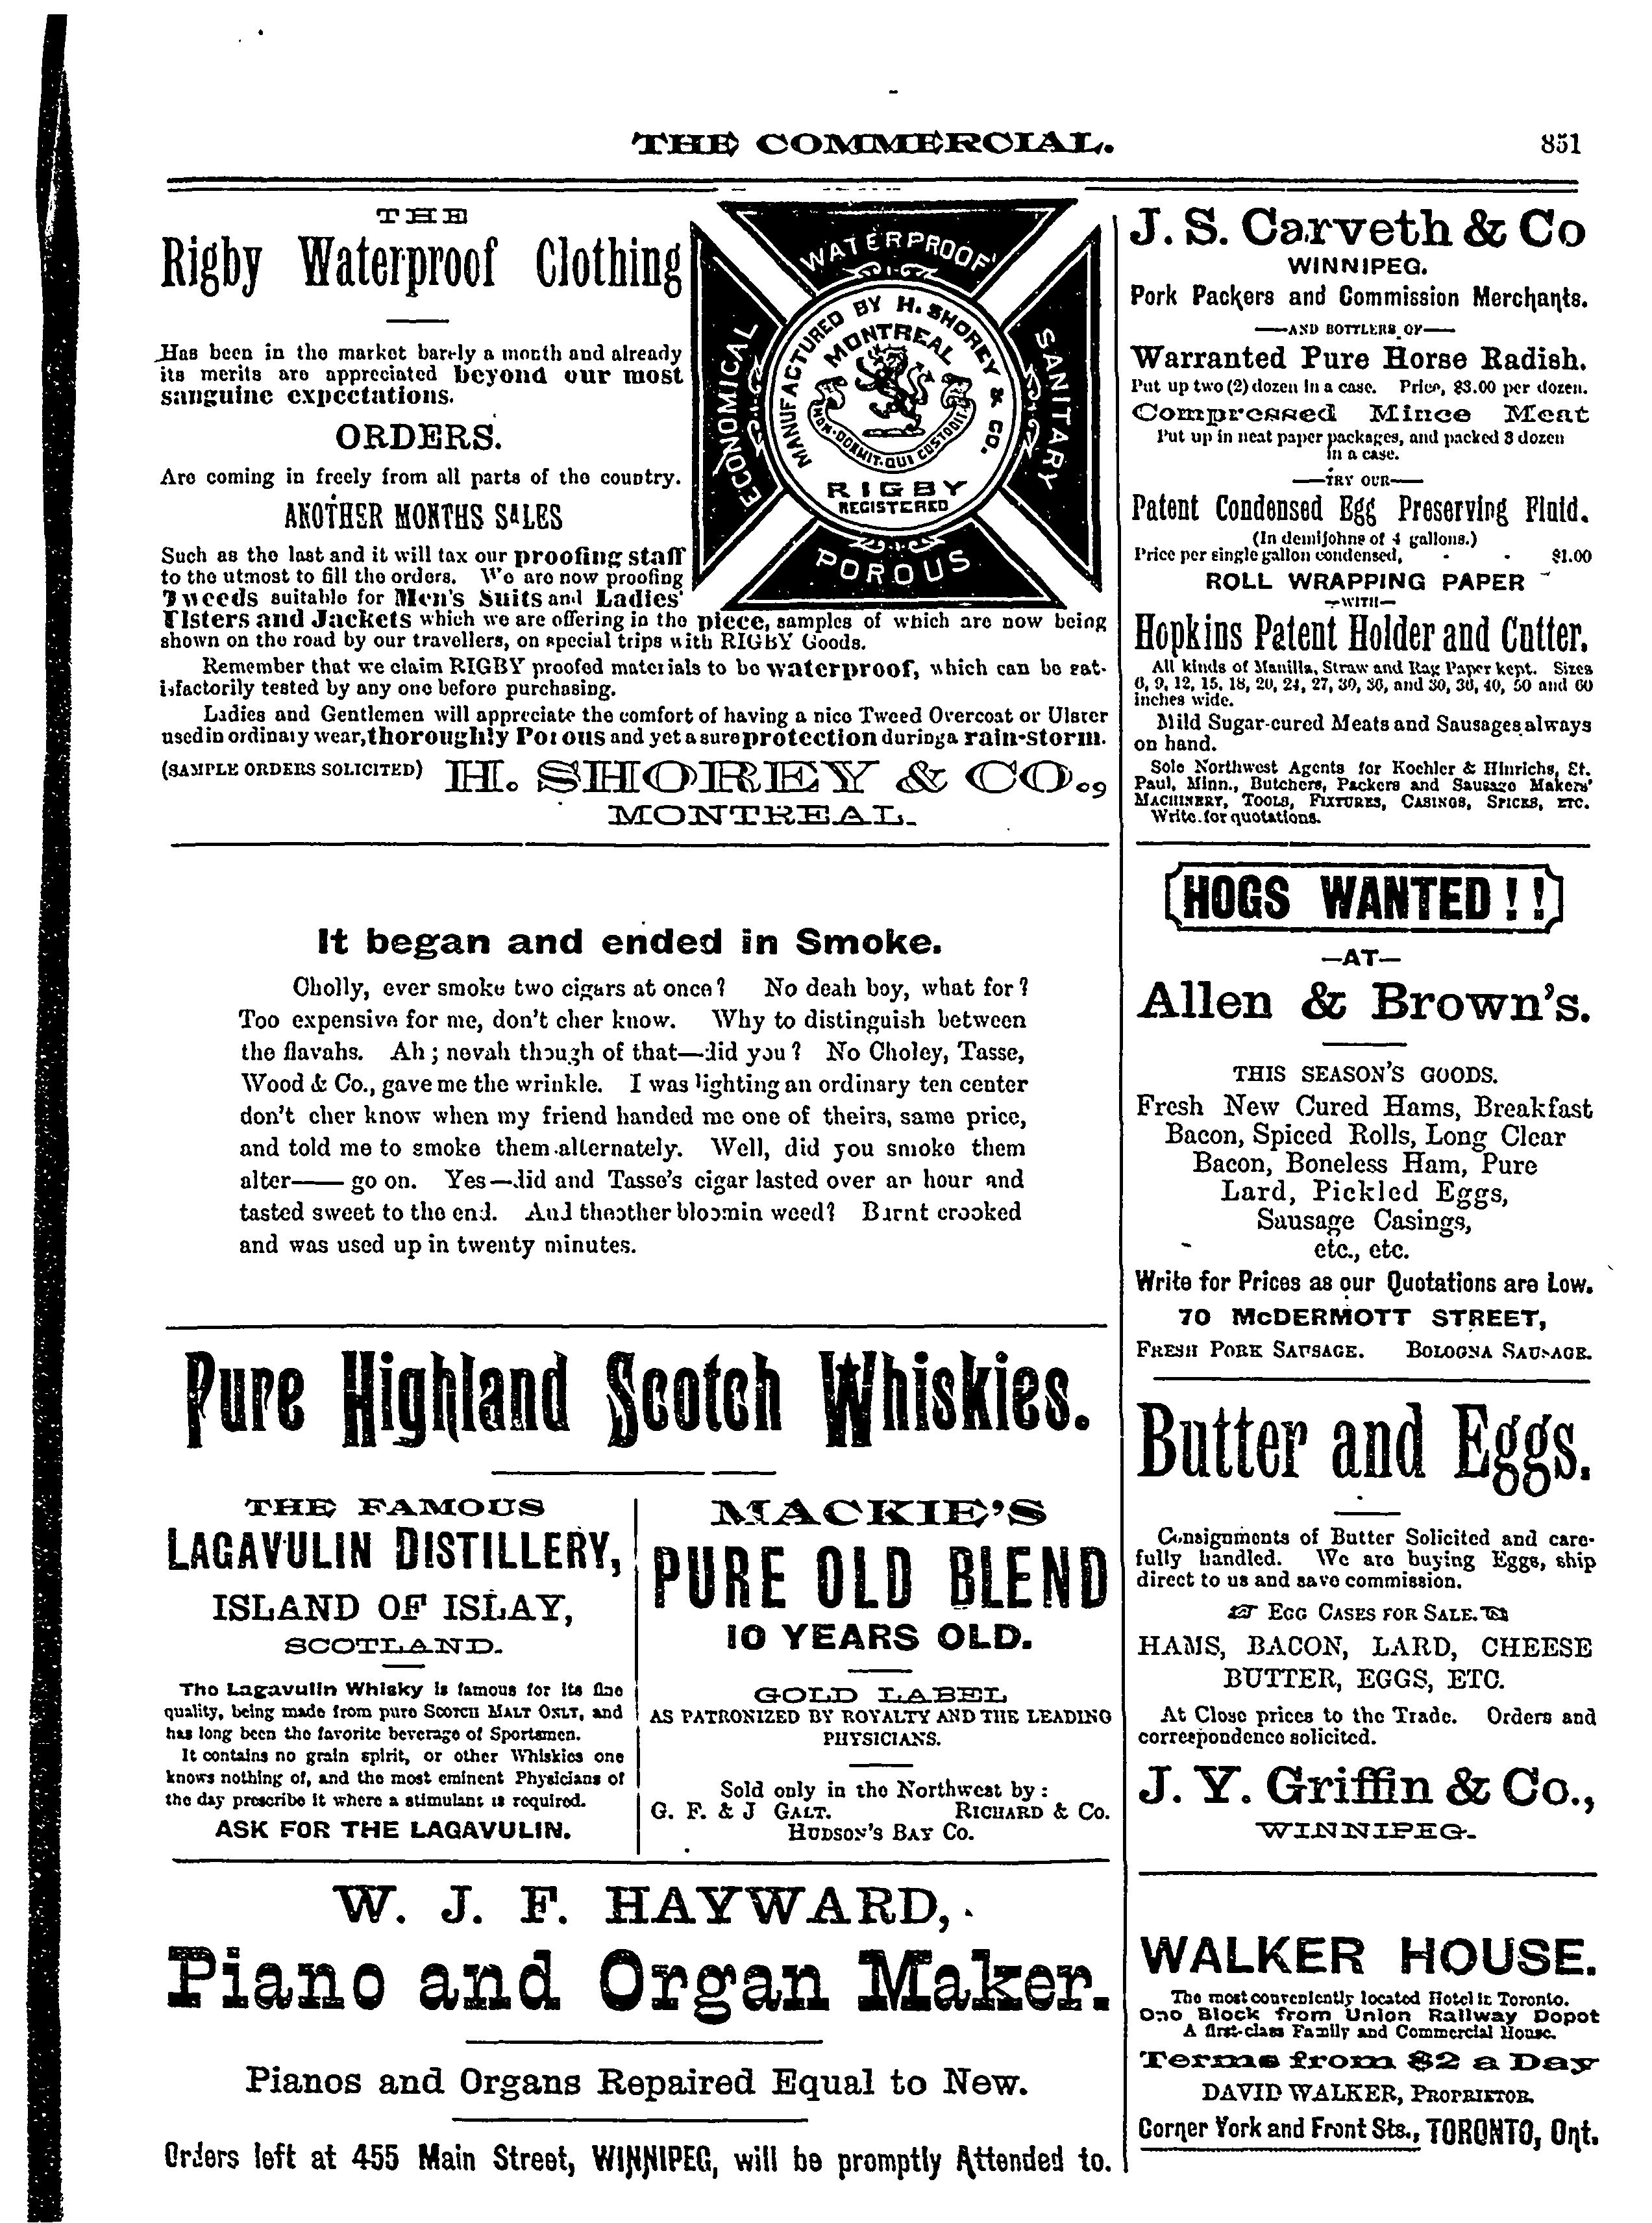 THE COMMERCIAL.
851
THE
Rigby Waterproof Clothing
Has been in the market barely a month and already
its merits are appreciated beyond our most
sanguine expectations.
ORDERS.
Are coming in freely from all parts of the country.
ANOTHER MONTHS SALES
Such as the last and it will tax our proofing staff
to the utmost to fill the orders. We are now proofing
Tweeds suitable for Men's Suits and Ladies'
Ulsters and Jackets which we are offering in the piece, samples of which are now being
shown on the road by our travellers, on special trips with RIGBY Goods.
Remember that we claim RIGBY proofed materials to be waterproof, which can be sat-
isfactorily tested by any one before purchasing.
Ladies and Gentlemen will appreciate the comfort of having a nice Tweed Overcoat or Ulster
used in ordinary wear, thoroughly Porous and yet a sure protection during a rain-storm.
(SAMPLE ORDERS SOLICITED) H. SHOREY & CO.,
MONTREAL.
WATERPROOF
ECONOMICAL
SANITARY
POROUS
MANUFACTURED BY H. SHOREY & CO.
MONTREAL
NON·DORMIT·QUI CUSTODIT
RIGBY
REGISTERED
It began and ended in Smoke.
Cholly, ever smoke two cigars at once? No deah boy, what for?
Too expensive for me, don't cher know. Why to distinguish between
the flavahs. Ah; novah though of that—did you? No Choley, Tasse,
Wood & Co., gave me the wrinkle. I was lighting an ordinary ten center
don't cher know when my friend handed me one of theirs, same price,
and told me to smoke them alternately. Well, did you smoke them
alter—— go on. Yes—did and Tasse's cigar lasted over an hour and
tasted sweet to the end. And the other bloomin weed? Burnt crooked
and was used up in twenty minutes.
Pure Highland Scotch Whiskies.
THE FAMOUS
LAGAVULIN DISTILLERY,
ISLAND OF ISLAY,
SCOTLAND.
The Lagavulin Whisky is famous for its fine
quality, being made from pure SCOTCH MALT ONLY, and
has long been the favorite beverage of Sportsmen.
It contains no grain spirit, or other Whiskies one
knows nothing of, and the most eminent Physicians of
the day prescribe it where a stimulant is required.
ASK FOR THE LAGAVULIN.
MACKIE'S
PURE OLD BLEND
10 YEARS OLD.
GOLD LABEL
AS PATRONIZED BY ROYALTY AND THE LEADING
PHYSICIANS.
Sold only in the Northwest by:
G. F. & J GALT. RICHARD & CO.
HUDSON'S BAY CO.
W. J. F. HAYWARD,
Piano and Organ Maker.
Pianos and Organs Repaired Equal to New.
Orders left at 455 Main Street, WINNIPEG, will be promptly Attended to.
J. S. Carveth & Co
WINNIPEG.
Pork Packers and Commission Merchants.
——AND BOTTLERS OF——
Warranted Pure Horse Radish.
Put up two (2) dozen in a case. Price, $3.00 per dozen.
Compressed Mince Meat
Put up in neat paper packages, and packed 3 dozen
in a case.
——TRY OUR——
Patent Condensed Egg Preserving Fluid.
(In demijohns of 4 gallons.)
Price per single gallon condensed, - - $1.00
ROLL WRAPPING PAPER
—WITH—
Hopkins Patent Holder and Cutter.
All kinds of Manilla, Straw and Rag Paper kept. Sizes
6, 9, 12, 15, 18, 20, 24, 27, 30, 36, and 30, 36, 40, 50 and 60
inches wide.
Mild Sugar-cured Meats and Sausages always
on hand.
Sole Northwest Agents for Koehler & Hinrichs, St.
Paul, Minn., Butchers, Packers and Sausage Makers'
MACHINERY, TOOLS, FIXTURES, CASINGS, SPICES, ETC.
Write for quotations.
HOGS WANTED!!
—AT—
Allen & Brown's.
THIS SEASON'S GOODS.
Fresh New Cured Hams, Breakfast
Bacon, Spiced Rolls, Long Clear
Bacon, Boneless Ham, Pure
Lard, Pickled Eggs,
Sausage Casings,
etc., etc.
Write for Prices as our Quotations are Low.
70 McDERMOTT STREET,
FRESH PORK SAUSAGE. BOLOGNA SAUSAGE.
Butter and Eggs.
Consignments of Butter Solicited and care-
fully handled. We are buying Eggs, ship
direct to us and save commission.
☞ EGG CASES FOR SALE. ☜
HAMS, BACON, LARD, CHEESE
BUTTER, EGGS, ETC.
At Close prices to the Trade. Orders and
correspondence solicited.
J. Y. Griffin & Co.,
WINNIPEG.
WALKER HOUSE.
The most conveniently located Hotel in Toronto.
One Block from Union Railway Depot
A first-class Family and Commercial House.
Terms from $2 a Day
DAVID WALKER, PROPRIETOR.
Corner York and Front Sts., TORONTO, Ont.